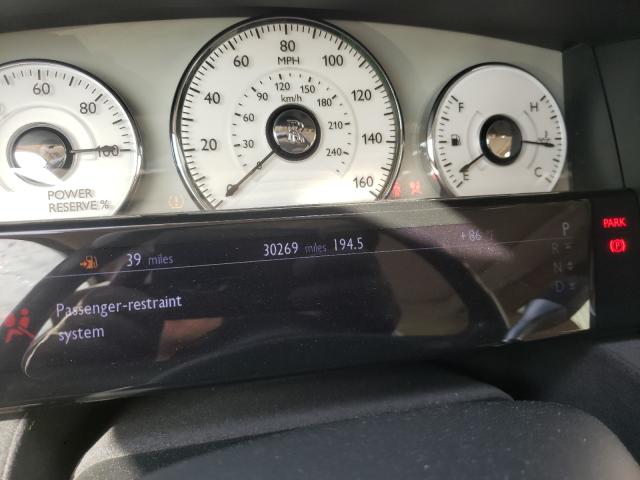 60 80 100
POWER
RESERVE %
20 40 60 80 100 120 140 160
MPH
30 60 90 120 150 180 210 240
km/h
RR
F H
E C
39 miles
30269 miles 194.5
+86 °F
P
R
N
D
PARK
(P)
Passenger-restraint
system